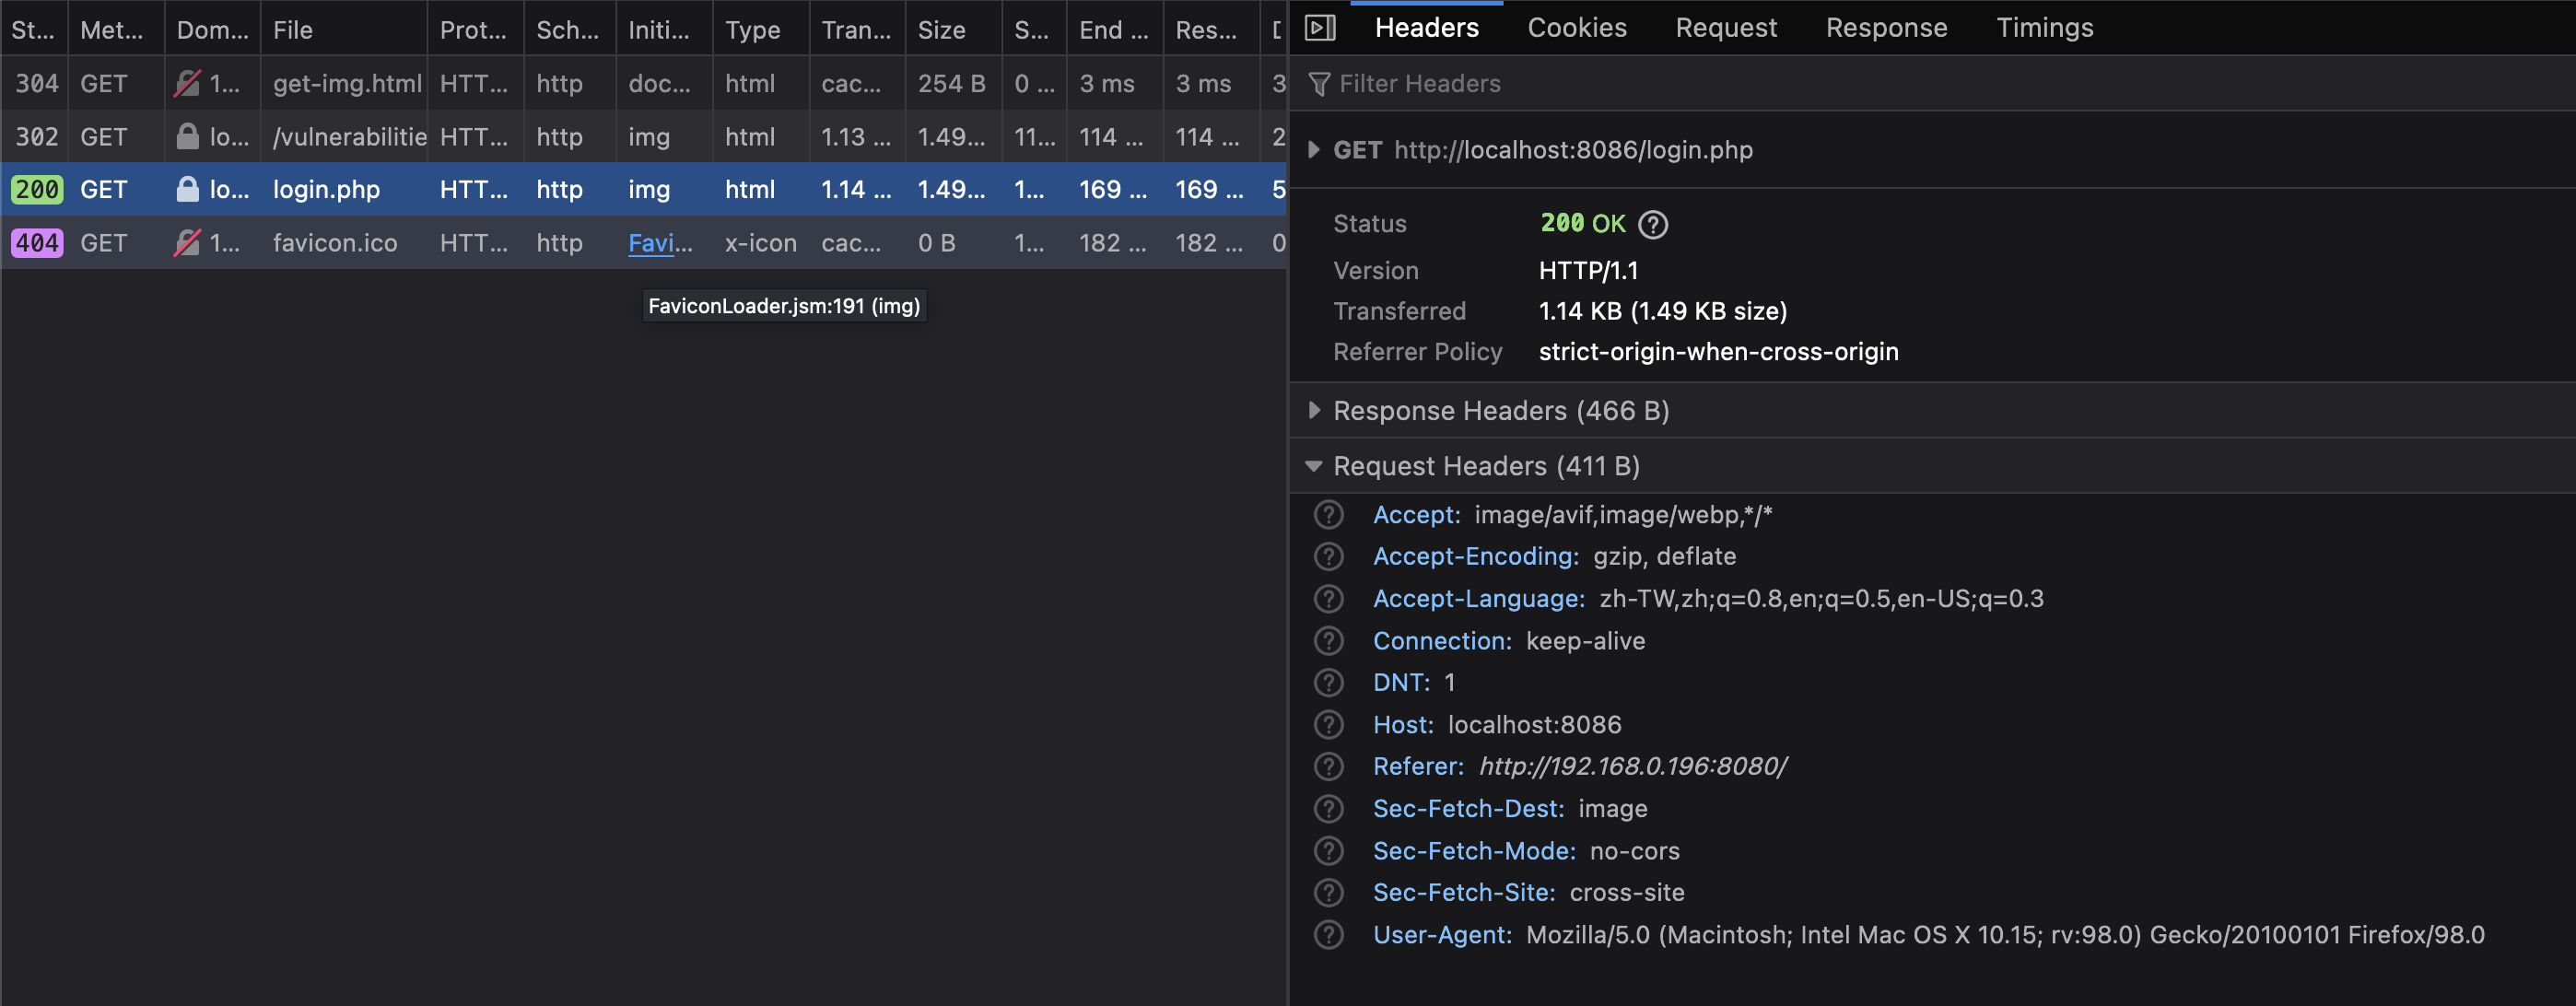 St... Met... Dom... File Prot... Sch... Initi... Type Tran... Size S... End ... Res...
304 GET 1... get-img.html HTT... http doc... html cac... 254 B 0 ... 3 ms 3 ms 3
302 GET lo... /vulnerabilitie HTT... http img html 1.13 ... 1.49... 11... 114 ... 114 ... 2
200 GET lo... login.php HTT... http img html 1.14 ... 1.49... 1... 169 ... 169 ... 5
404 GET 1... favicon.ico HTT... http Favi... x-icon cac... 0 B 1... 182 ... 182 ... 0
FaviconLoader.jsm:191 (img)
Headers Cookies Request Response Timings
Filter Headers
GET http://localhost:8086/login.php
Status 200 OK ?
Version HTTP/1.1
Transferred 1.14 KB (1.49 KB size)
Referrer Policy strict-origin-when-cross-origin
Response Headers (466 B)
Request Headers (411 B)
? Accept: image/avif,image/webp,*/*
? Accept-Encoding: gzip, deflate
? Accept-Language: zh-TW,zh;q=0.8,en;q=0.5,en-US;q=0.3
? Connection: keep-alive
? DNT: 1
? Host: localhost:8086
? Referer: http://192.168.0.196:8080/
? Sec-Fetch-Dest: image
? Sec-Fetch-Mode: no-cors
? Sec-Fetch-Site: cross-site
? User-Agent: Mozilla/5.0 (Macintosh; Intel Mac OS X 10.15; rv:98.0) Gecko/20100101 Firefox/98.0